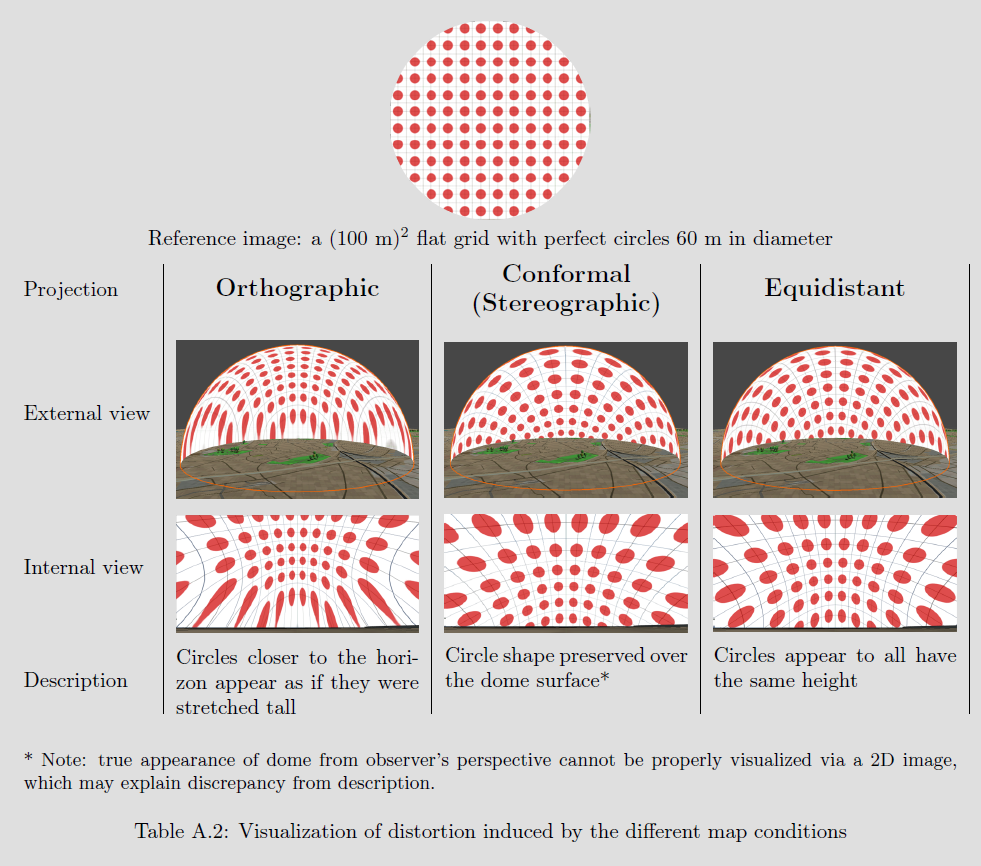 Reference image: a (100 m)² flat grid with perfect circles 60 m in diameter
Projection
Orthographic
Conformal
(Stereographic)
Equidistant
External view
Internal view
Description
Circles closer to the hori-
zon appear as if they were
stretched tall
Circle shape preserved over
the dome surface*
Circles appear to all have
the same height
* Note: true appearance of dome from observer's perspective cannot be properly visualized via a 2D image,
which may explain discrepancy from description.
Table A.2: Visualization of distortion induced by the different map conditions